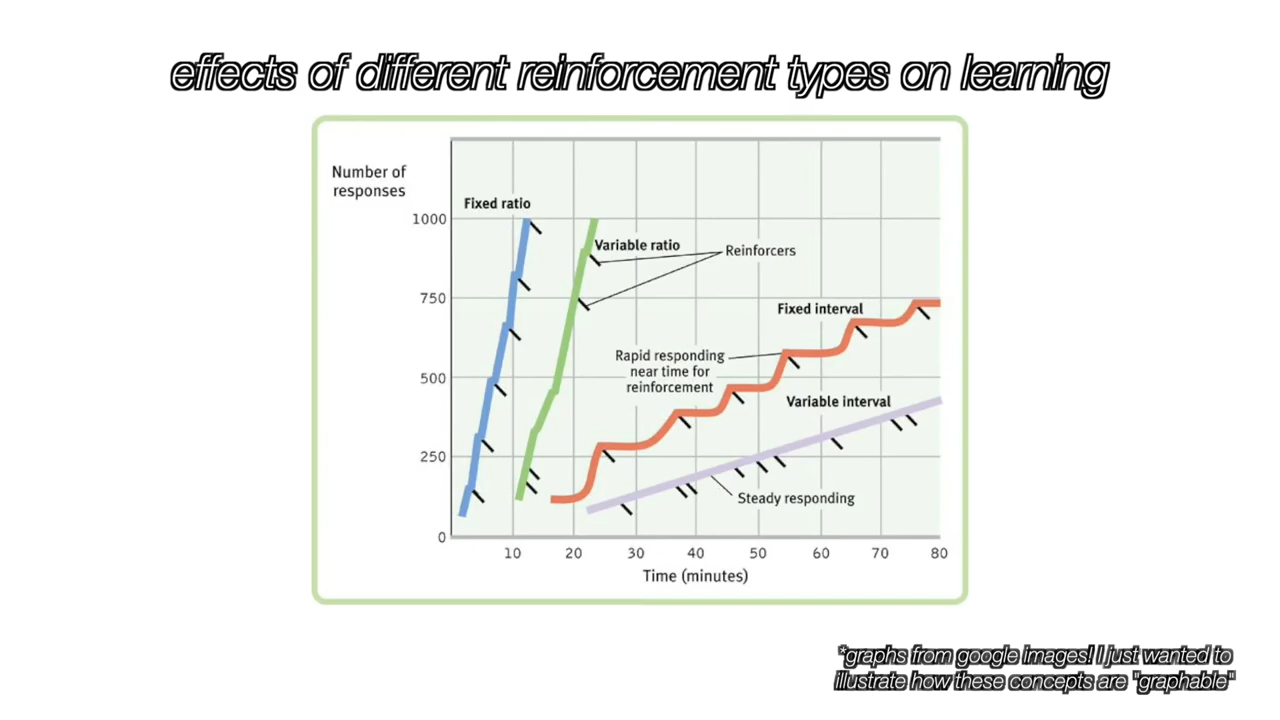 effects of different reinforcement types on learning
Number of
responses
Fixed ratio
1000
Variable ratio
Reinforcers
750
Fixed interval
Rapid responding
near time for
reinforcement
500
Variable interval
250
Steady responding
0
10 20 30 40 50 60 70 80
Time (minutes)
*graphs from google images! I just wanted to
illustrate how these concepts are "graphable"